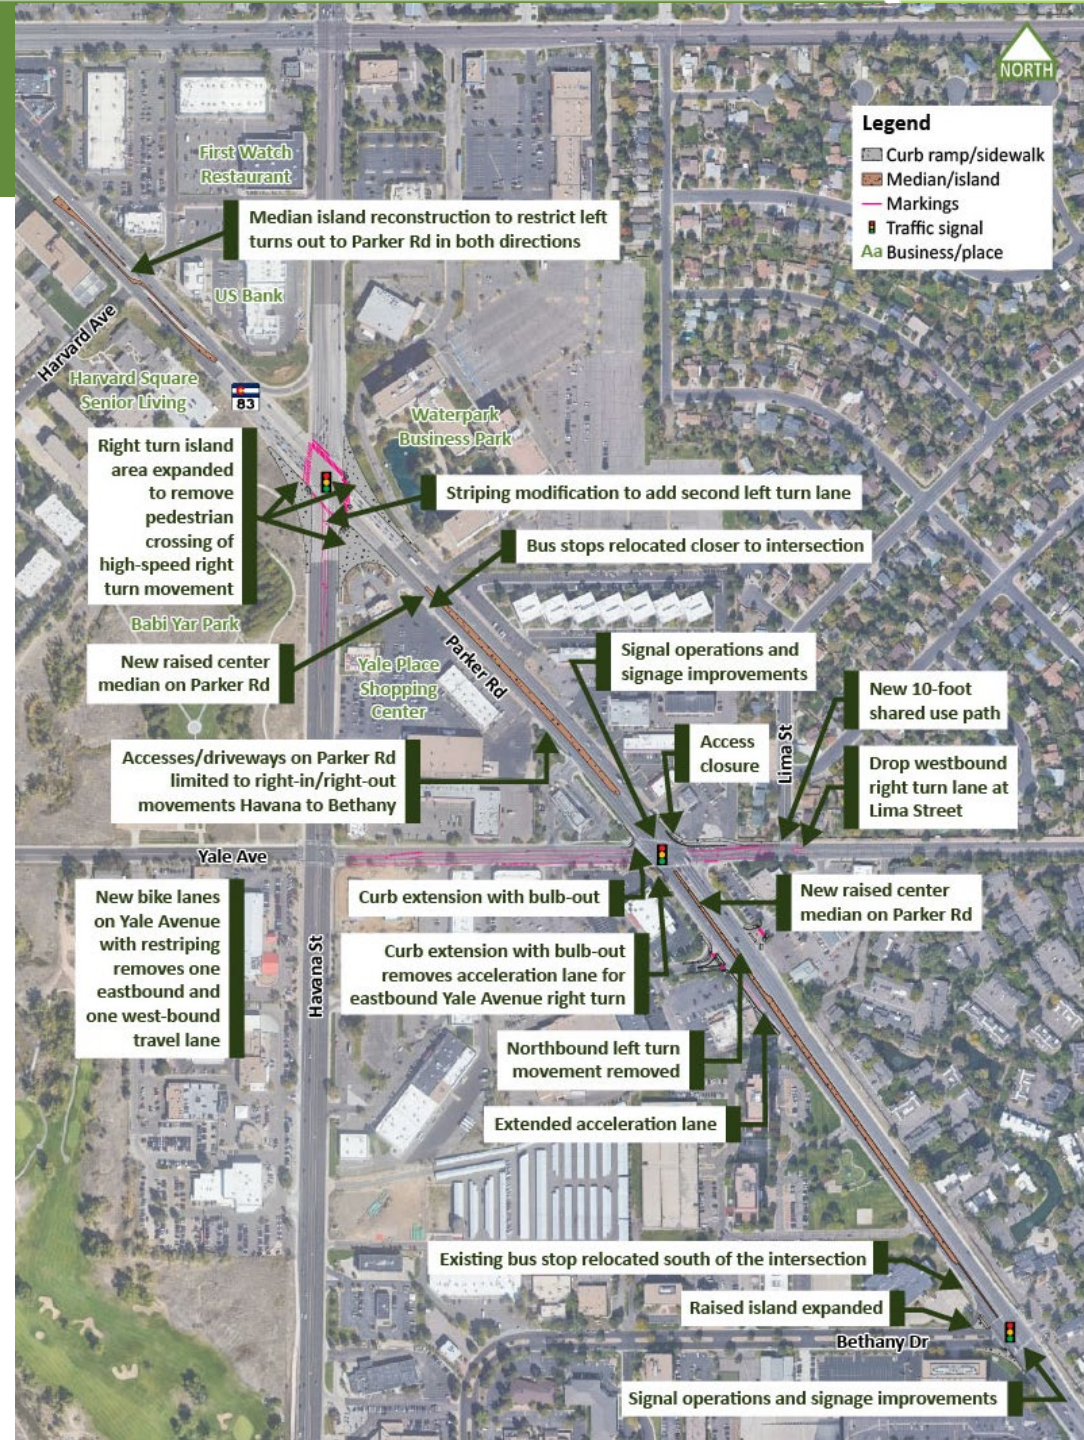 NORTH
Legend
Curb ramp/sidewalk
Median/island
Markings
Traffic signal
Aa Business/place
First Watch
Restaurant
Median island reconstruction to restrict left
turns out to Parker Rd in both directions
US Bank
Harvard Ave
Harvard Square
Senior Living
83
Waterpark
Business Park
Right turn island
area expanded
to remove
pedestrian
crossing of
high-speed right
turn movement
Striping modification to add second left turn lane
Bus stops relocated closer to intersection
Babi Yar Park
New raised center
median on Parker Rd
Parker Rd
Yale Place
Shopping
Center
Signal operations and
signage improvements
New 10-foot
shared use path
Access
closure
Lima St
Drop westbound
right turn lane at
Lima Street
Accesses/driveways on Parker Rd
limited to right-in/right-out
movements Havana to Bethany
Yale Ave
New bike lanes
on Yale Avenue
with restriping
removes one
eastbound and
one west-bound
travel lane
Havana St
Curb extension with bulb-out
New raised center
median on Parker Rd
Curb extension with bulb-out
removes acceleration lane for
eastbound Yale Avenue right turn
Northbound left turn
movement removed
Extended acceleration lane
Existing bus stop relocated south of the intersection
Raised island expanded
Bethany Dr
Signal operations and signage improvements